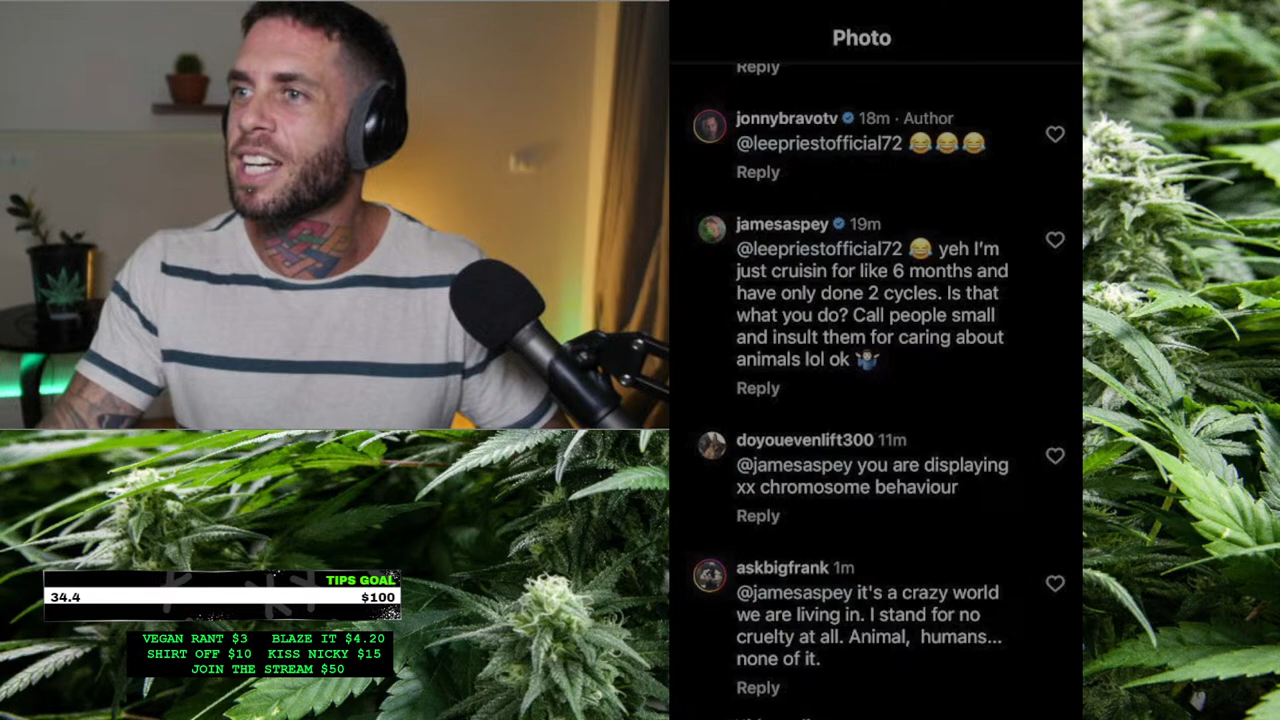 Photo
Reply
jonnybravotv 18m · Author
@leepriestofficial72 😂😂😂
Reply
jamesaspey 19m
@leepriestofficial72 😂 yeh I'm
just cruisin for like 6 months and
have only done 2 cycles. Is that
what you do? Call people small
and insult them for caring about
animals lol ok 🤷🏻‍♂️
Reply
doyouevenlift300 11m
@jamesaspey you are displaying
xx chromosome behaviour
Reply
askbigfrank 1m
@jamesaspey it's a crazy world
we are living in. I stand for no
cruelty at all. Animal, humans...
none of it.
Reply
TIPS GOAL
34.4 $100
VEGAN RANT $3 BLAZE IT $4.20
SHIRT OFF $10 KISS NICKY $15
JOIN THE STREAM $50